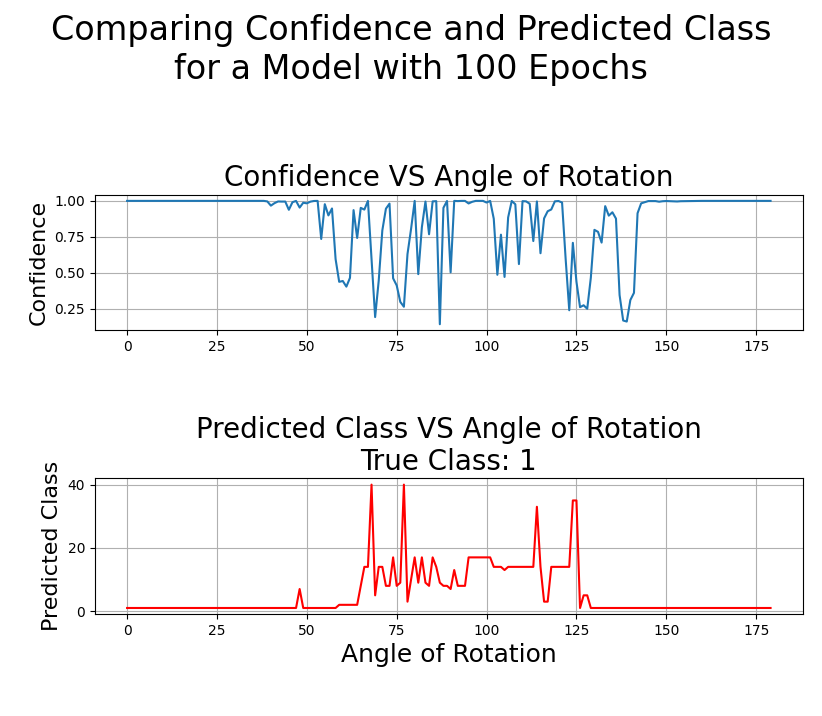 Comparing Confidence and Predicted Class
for a Model with 100 Epochs
Confidence VS Angle of Rotation
Confidence
1.00
0.75
0.50
0.25
0 25 50 75 100 125 150 175
Predicted Class VS Angle of Rotation
True Class: 1
Predicted Class
40
20
0
0 25 50 75 100 125 150 175
Angle of Rotation